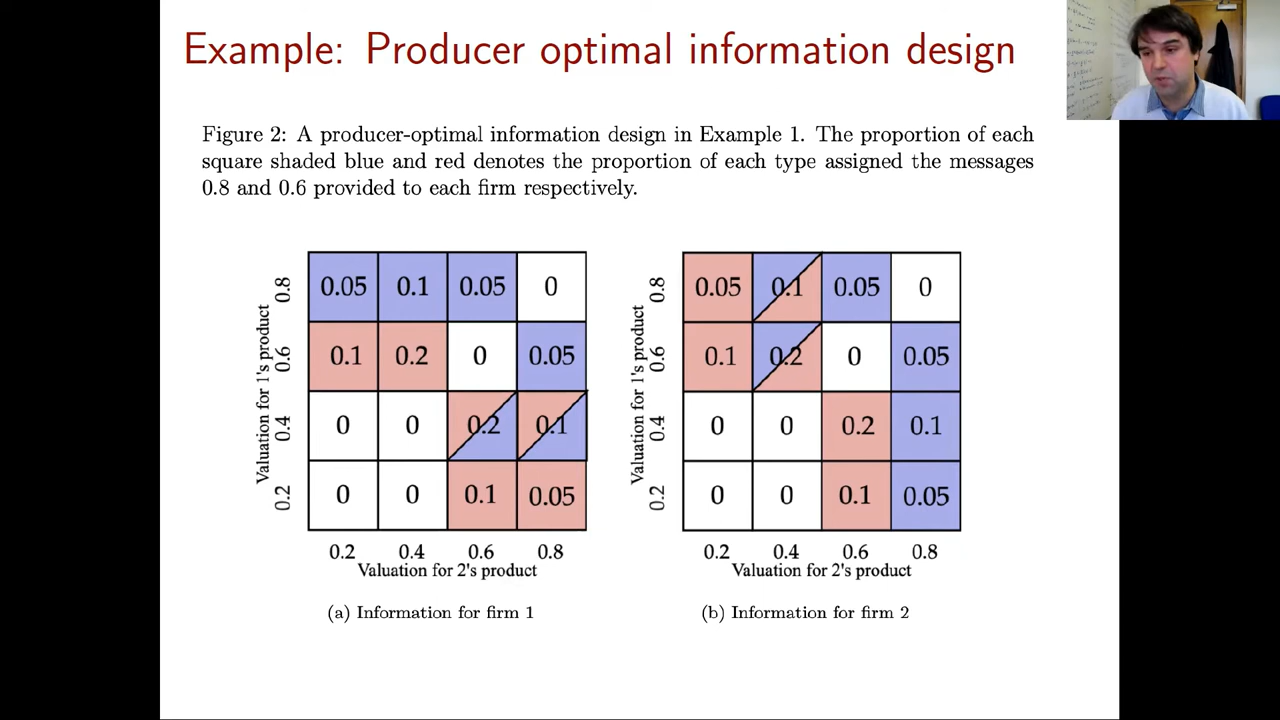 Example: Producer optimal information design
Figure 2: A producer-optimal information design in Example 1. The proportion of each
square shaded blue and red denotes the proportion of each type assigned the messages
0.8 and 0.6 provided to each firm respectively.
Valuation for 1's product
0.8 0.05 0.1 0.05 0
0.6 0.1 0.2 0 0.05
0.4 0 0 0.2 0.1
0.2 0 0 0.1 0.05
0.2 0.4 0.6 0.8
Valuation for 2's product
(a) Information for firm 1
Valuation for 1's product
0.8 0.05 0.1 0.05 0
0.6 0.1 0.2 0 0.05
0.4 0 0 0.2 0.1
0.2 0 0 0.1 0.05
0.2 0.4 0.6 0.8
Valuation for 2's product
(b) Information for firm 2